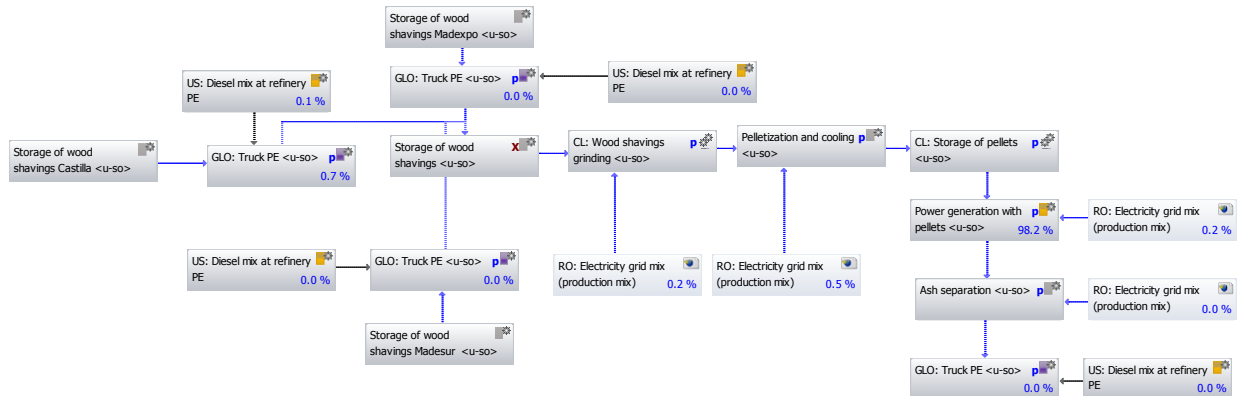 Storage of wood
shavings Madexpo <u-so>
GLO: Truck PE <u-so> p
0.0 %
US: Diesel mix at refinery
PE
0.0 %
US: Diesel mix at refinery
PE
0.1 %
Storage of wood
shavings Castilla <u-so>
GLO: Truck PE <u-so> p
0.7 %
Storage of wood X
shavings <u-so>
CL: Wood shavings p
grinding <u-so>
Pelletization and cooling p
<u-so>
CL: Storage of pellets p
<u-so>
Power generation with p
pellets <u-so> 98.2 %
RO: Electricity grid mix
(production mix) 0.2 %
US: Diesel mix at refinery
PE
0.0 %
GLO: Truck PE <u-so> p
0.0 %
RO: Electricity grid mix
(production mix) 0.2 %
RO: Electricity grid mix
(production mix) 0.5 %
Ash separation <u-so> p
RO: Electricity grid mix
(production mix) 0.0 %
Storage of wood
shavings Madesur <u-so>
GLO: Truck PE <u-so> p
0.0 %
US: Diesel mix at refinery
PE
0.0 %